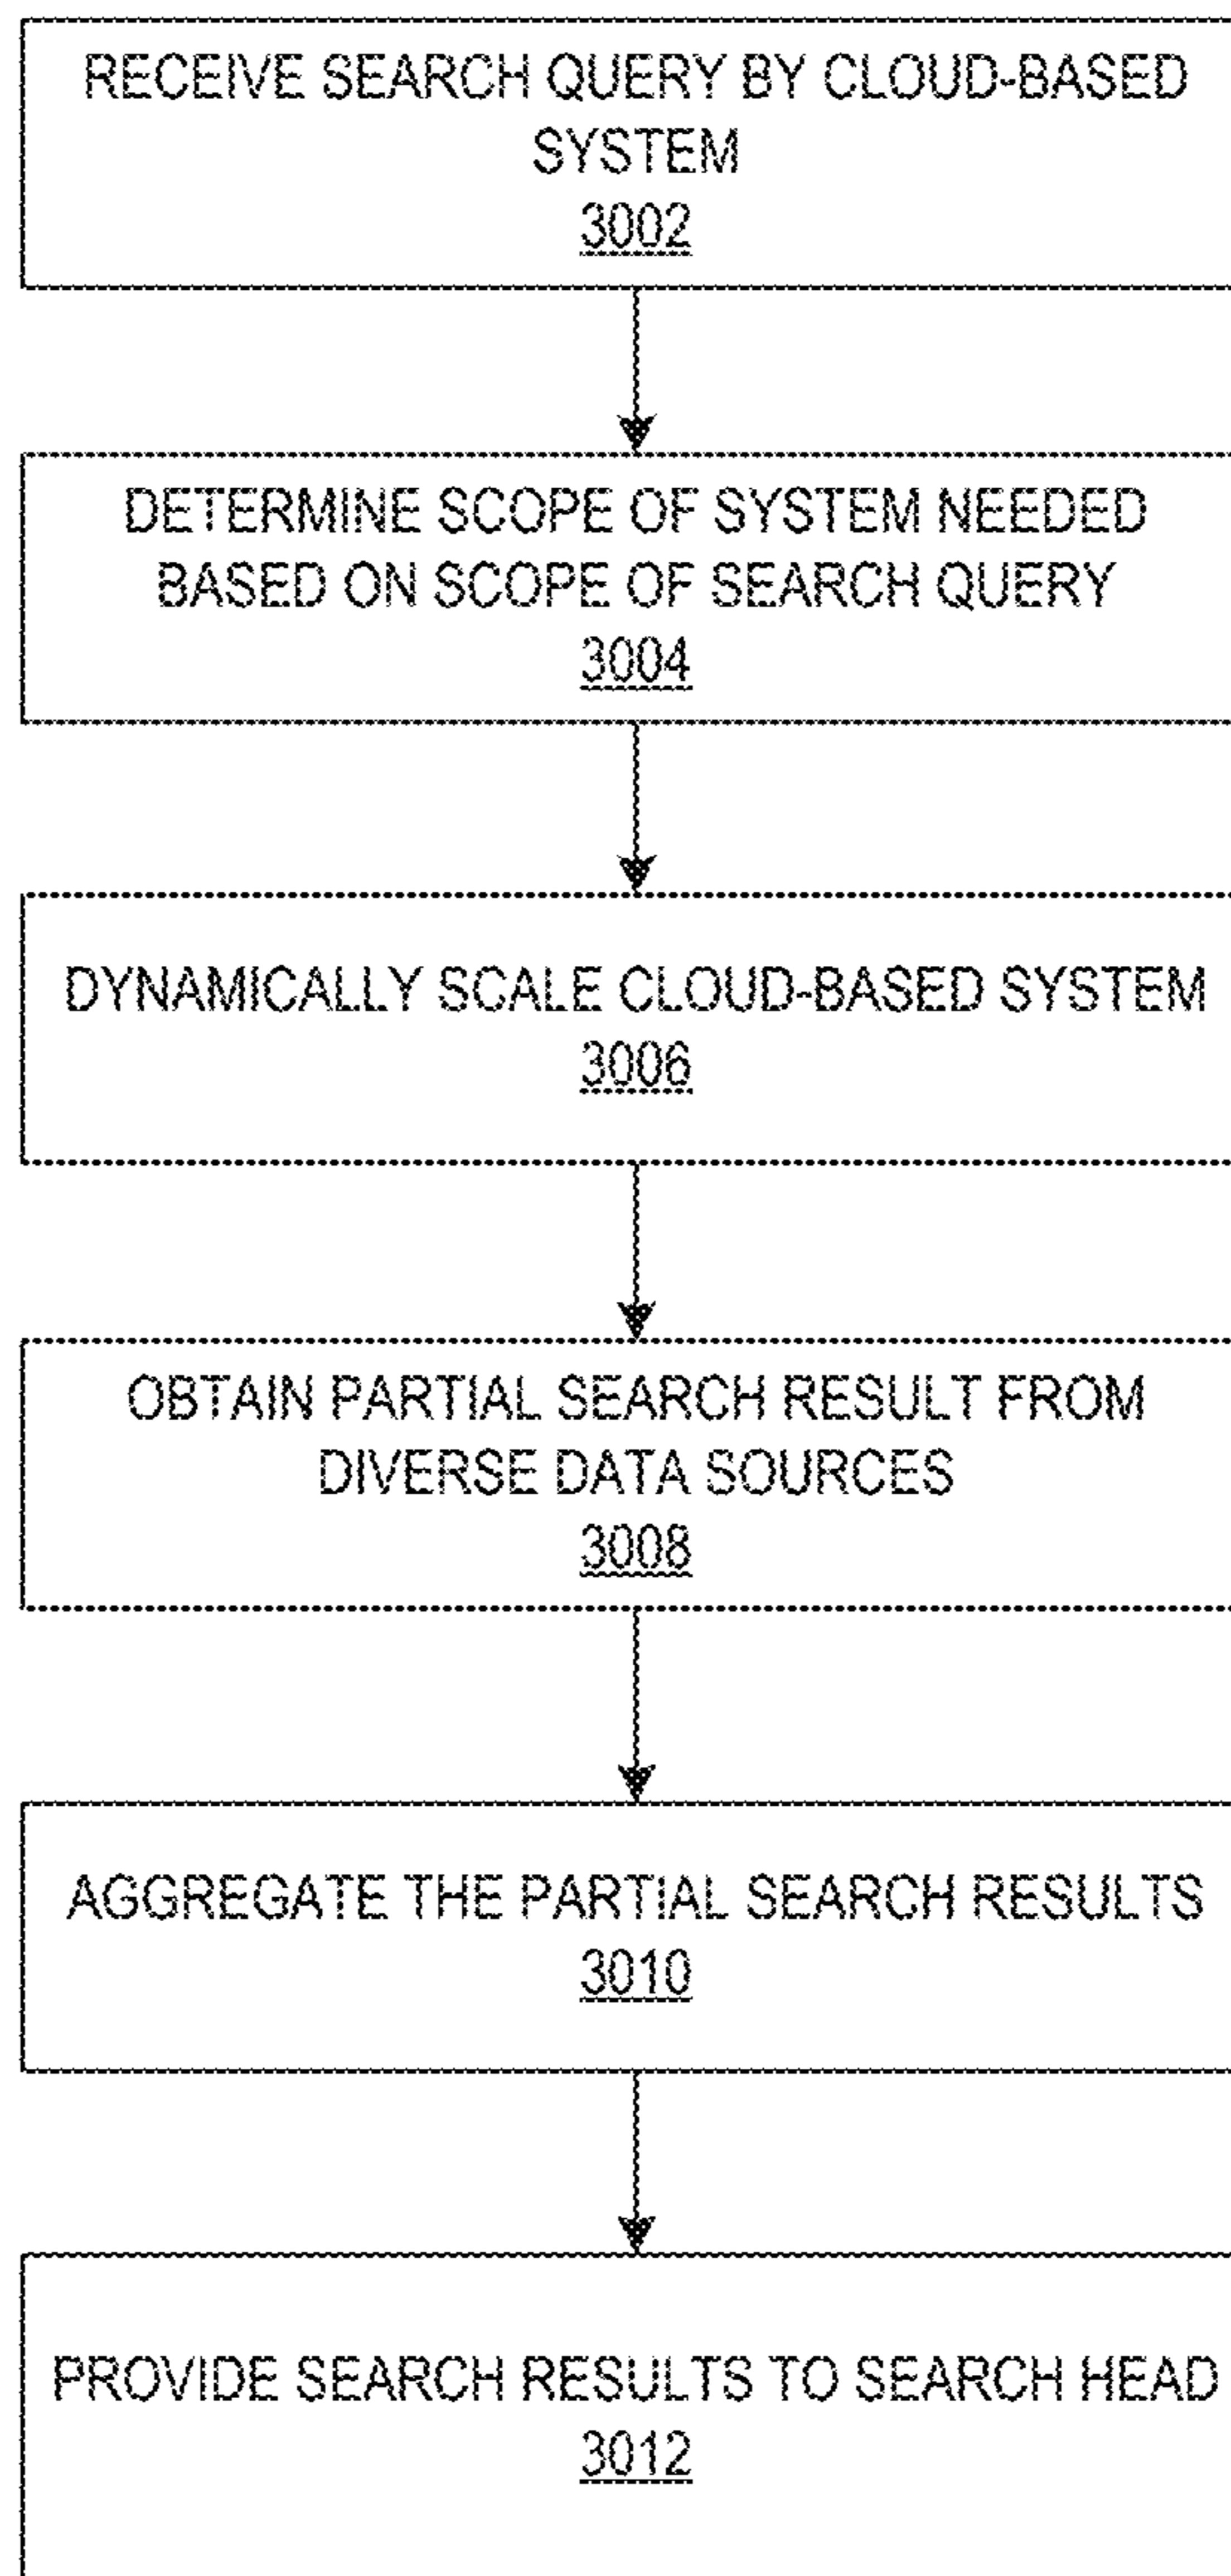 RECEIVE SEARCH QUERY BY CLOUD-BASED
SYSTEM
3002
DETERMINE SCOPE OF SYSTEM NEEDED
BASED ON SCOPE OF SEARCH QUERY
3004
DYNAMICALLY SCALE CLOUD-BASED SYSTEM
3006
OBTAIN PARTIAL SEARCH RESULT FROM
DIVERSE DATA SOURCES
3008
AGGREGATE THE PARTIAL SEARCH RESULTS
3010
PROVIDE SEARCH RESULTS TO SEARCH HEAD
3012